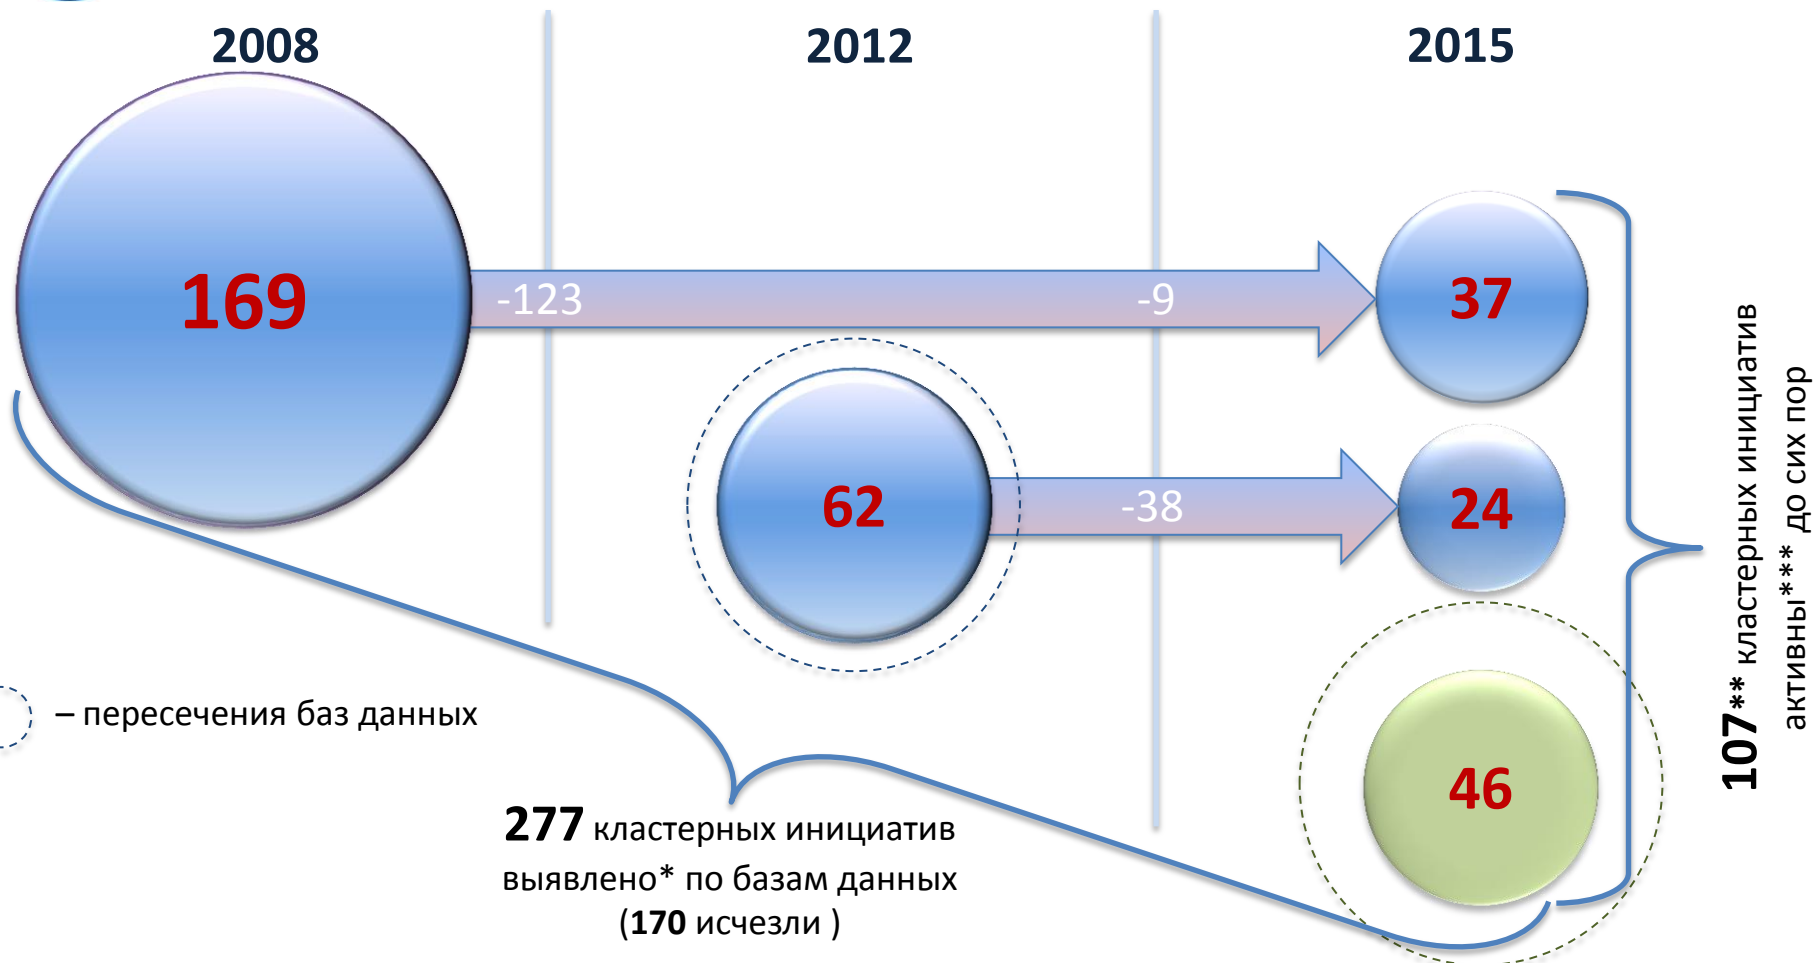 2008
2012
2015
169
-123
-9
37
62
-38
24
46
– пересечения баз данных
277 кластерных инициатив
выявлено* по базам данных
(170 исчезли )
107** кластерных инициатив
активны*** до сих пор